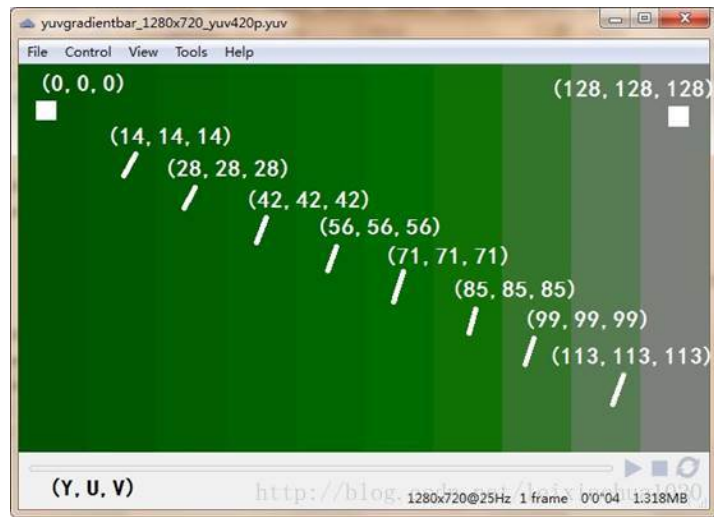 yuvgradientbar_1280x720_yuv420p.yuv
File Control View Tools Help
(0, 0, 0)
(128, 128, 128)
(14, 14, 14)
(28, 28, 28)
(42, 42, 42)
(56, 56, 56)
(71, 71, 71)
(85, 85, 85)
(99, 99, 99)
(113, 113, 113)
(Y, U, V)
http://blog.
1280x720@25Hz 1 frame 0'0"04 1.318MB